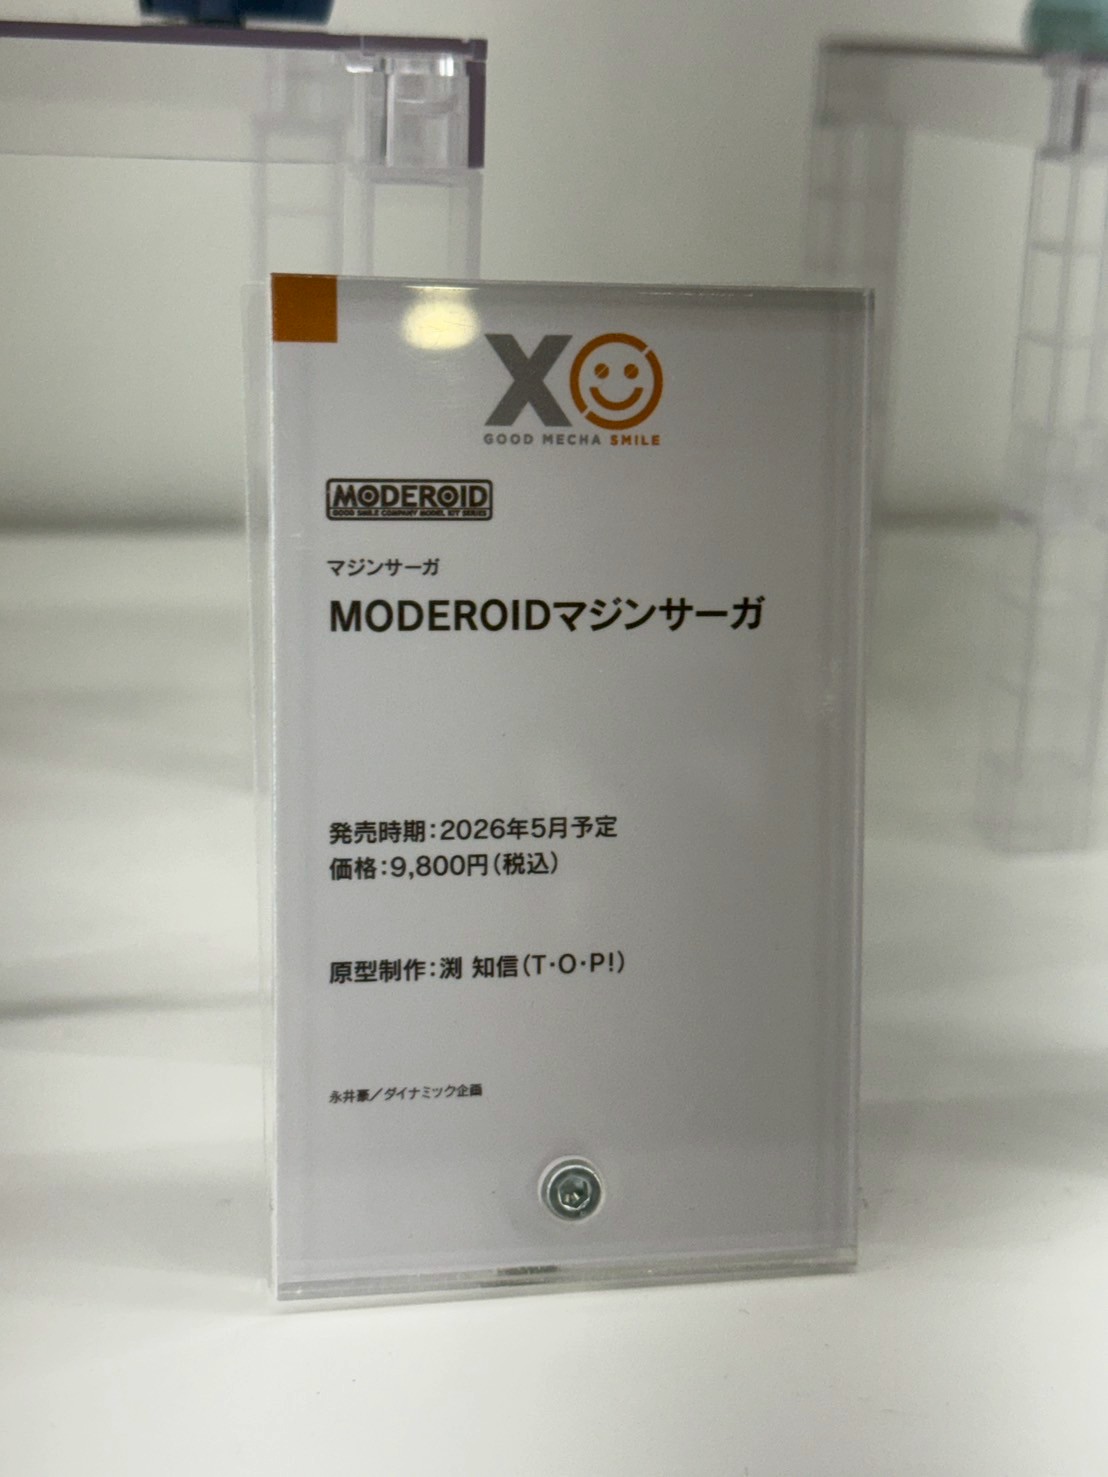 XO
GOOD MECHA SMILE
MODEROID
GOOD SMILE COMPANY MODEL KIT SERIES
マジンサーガ
MODEROIDマジンサーガ
発売時期：2026年5月予定
価格：9,800円（税込）
原型制作：渕 知信（T・O・P!）
永井豪／ダイナミック企画